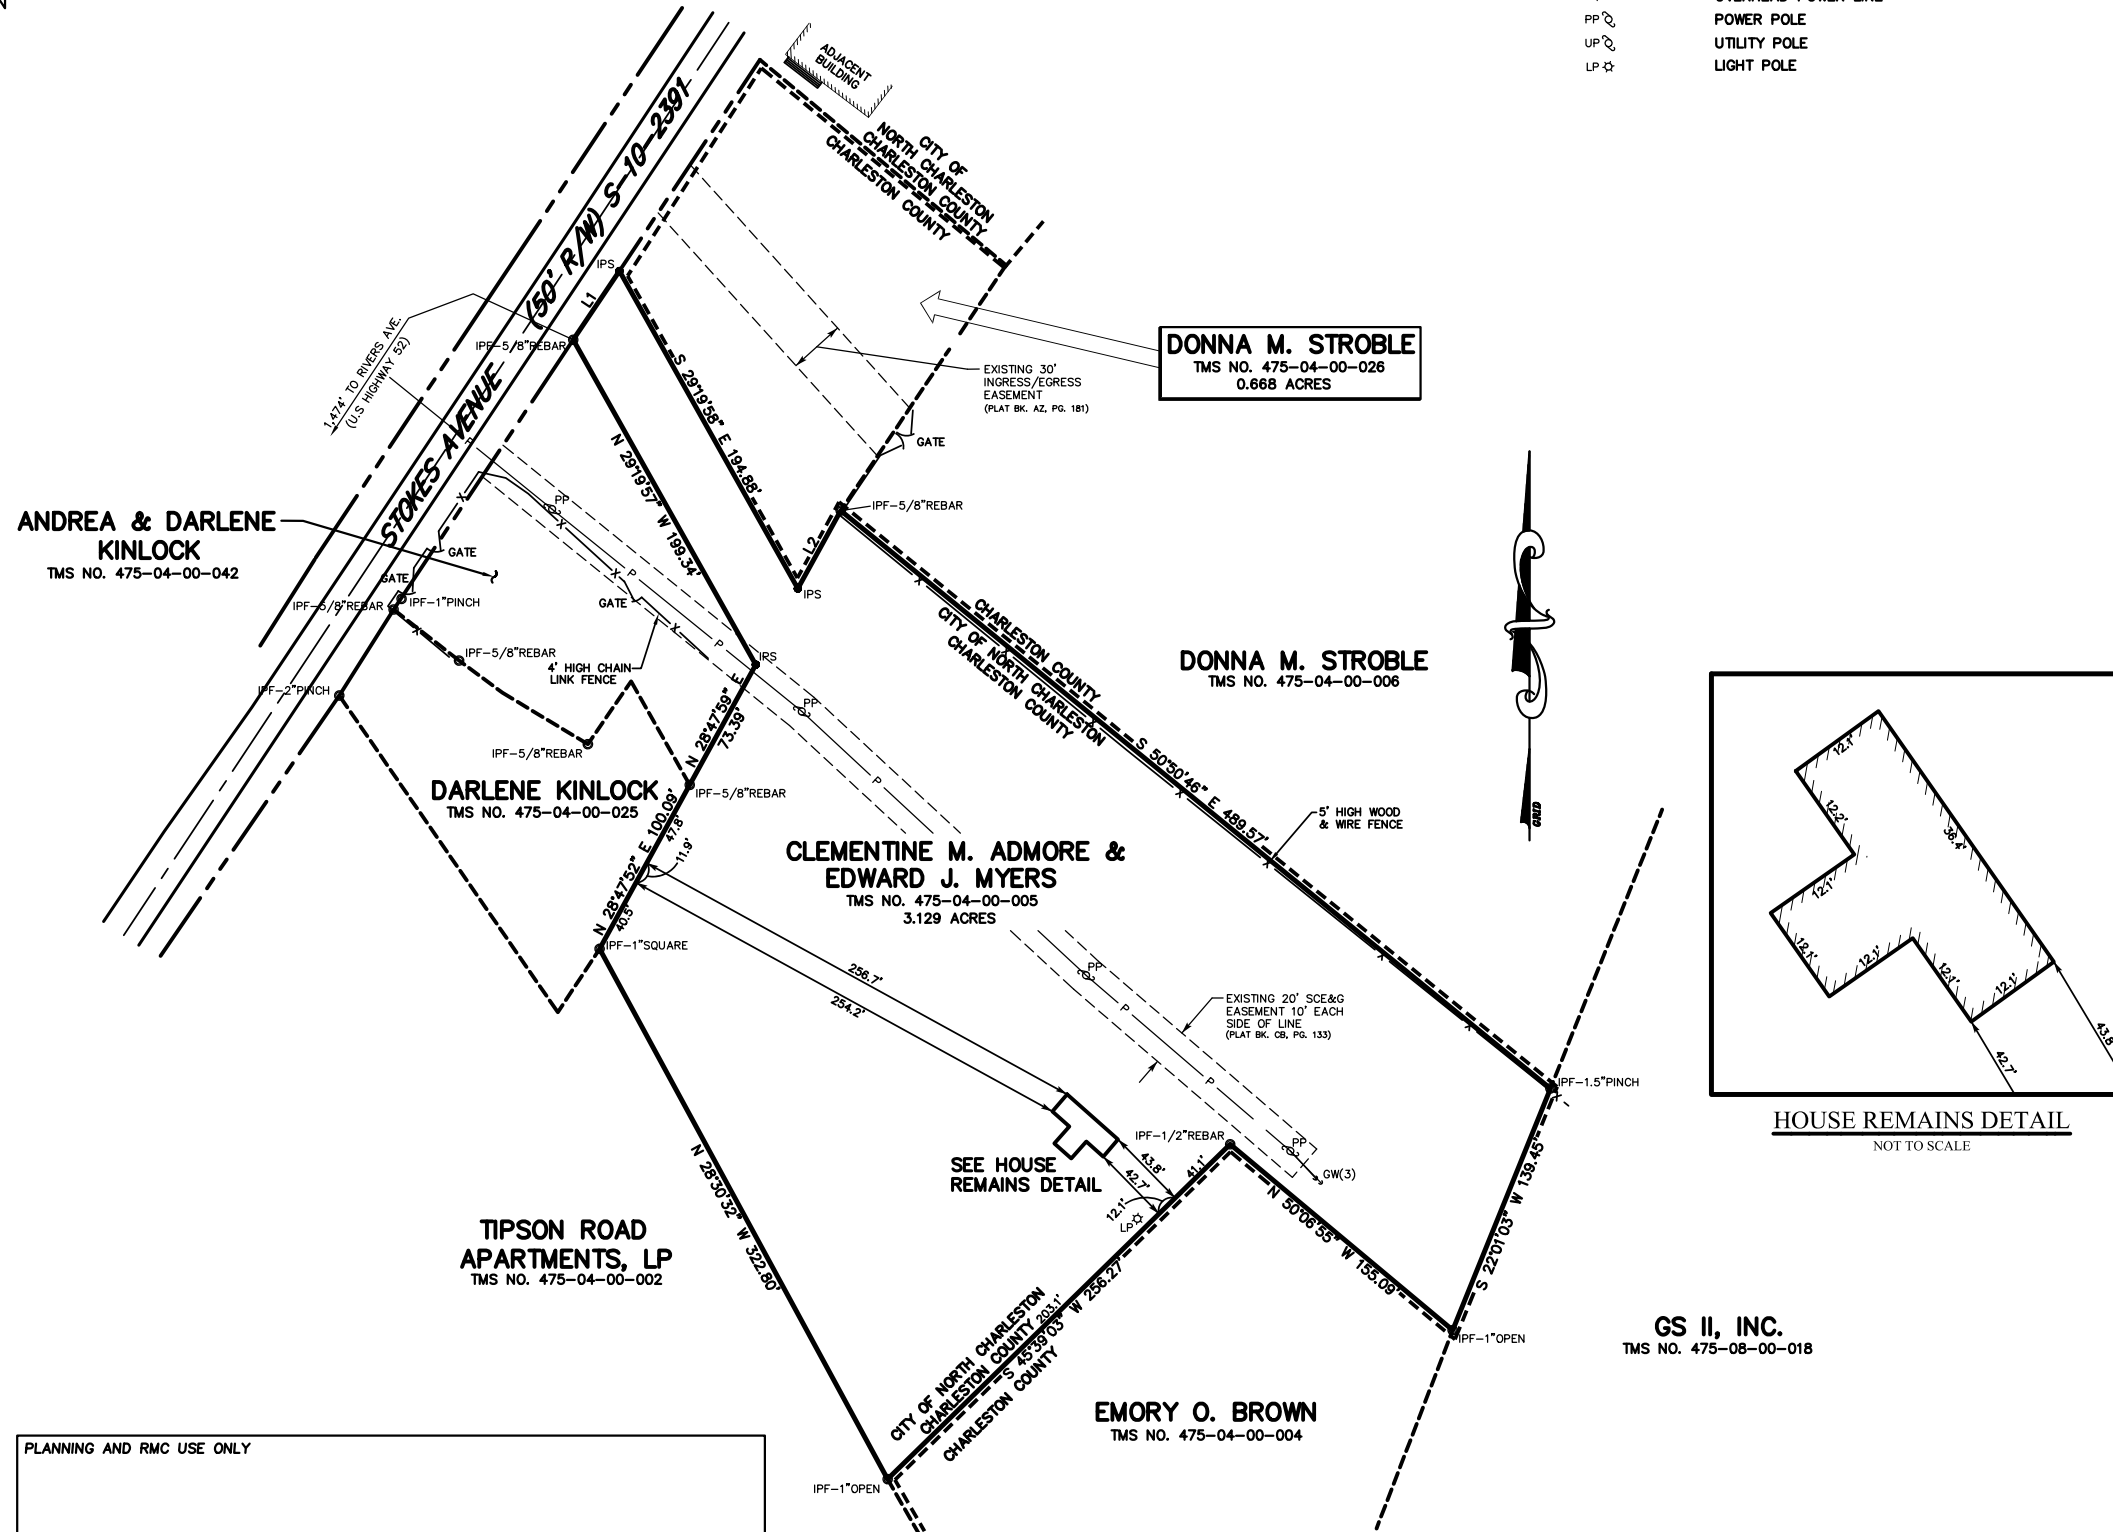 N
PP
POWER POLE
UP
UTILITY POLE
LP
LIGHT POLE
ADJACENT
BUILDING
CITY OF
NORTH CHARLESTON
CHARLESTON COUNTY
CHARLESTON COUNTY
STOKES AVENUE (50' R/W) S-10-2391
IPS
L1
IPF-5/8"REBAR
1,474' TO RIVERS AVE.
(U.S HIGHWAY 52)
S 29°19'58" E 194.88'
N 29°19'57" W 199.34'
EXISTING 30'
INGRESS/EGRESS
EASEMENT
(PLAT BK. AZ, PG. 181)
GATE
DONNA M. STROBLE
TMS NO. 475-04-00-026
0.668 ACRES
IPF-5/8"REBAR
L2
IPS
ANDREA & DARLENE
KINLOCK
TMS NO. 475-04-00-042
X
P
PP
X
P
GATE
GATE
IPF-5/8"REBAR
IPF-1"PINCH
X
GATE
X
X
P
IPF-5/8"REBAR
4' HIGH CHAIN
LINK FENCE
IPS
IPF-2"PINCH
IPF-5/8"REBAR
N 28°47'59" E
73.39'
PP
P
DARLENE KINLOCK
TMS NO. 475-04-00-025
IPF-5/8"REBAR
N 28°47'52" E 100.09'
47.8'
11.9'
40.5'
IPF-1"SQUARE
X
CHARLESTON COUNTY
CITY OF NORTH CHARLESTON
CHARLESTON COUNTY
X
X
S 50°50'46" E 489.57'
X
X
X
5' HIGH WOOD
& WIRE FENCE
DONNA M. STROBLE
TMS NO. 475-04-00-006
GRID
CLEMENTINE M. ADMORE &
EDWARD J. MYERS
TMS NO. 475-04-00-005
3.129 ACRES
256.7'
254.2'
PP
P
P
EXISTING 20' SCE&G
EASEMENT 10' EACH
SIDE OF LINE
(PLAT BK. CB, PG. 133)
IPF-1.5"PINCH
X
IPF-1/2"REBAR
PP
GW(3)
SEE HOUSE
REMAINS DETAIL
43.8'
42.7'
41.1'
12.1'
LP
S 22°01'03" W 139.45'
N 50°06'55" W 155.09'
IPF-1"OPEN
12.1'
12.2'
36.4'
12.1'
12.1'
12.1'
12.1'
12.1'
42.7'
43.8
HOUSE REMAINS DETAIL
NOT TO SCALE
TIPSON ROAD
APARTMENTS, LP
TMS NO. 475-04-00-002
N 28°30'32" W 322.80'
CITY OF NORTH CHARLESTON
CHARLESTON COUNTY
203.1'
S 45°39'03" W 256.27'
CHARLESTON COUNTY
IPF-1"OPEN
EMORY O. BROWN
TMS NO. 475-04-00-004
GS II, INC.
TMS NO. 475-08-00-018
PLANNING AND RMC USE ONLY